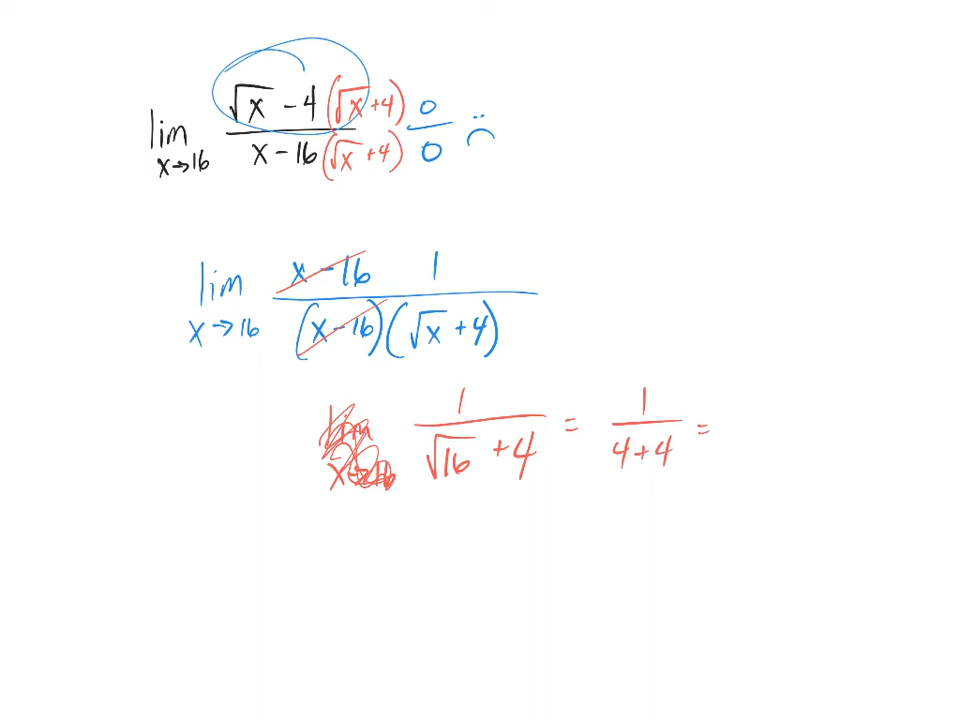 lim x→16 (√x − 4 (√x + 4)) / (x − 16 (√x + 4)) 0/0
lim x→16 (x − 16 1) / ((x − 16)(√x + 4))
1 / (√16 + 4) = 1 / (4 + 4) =